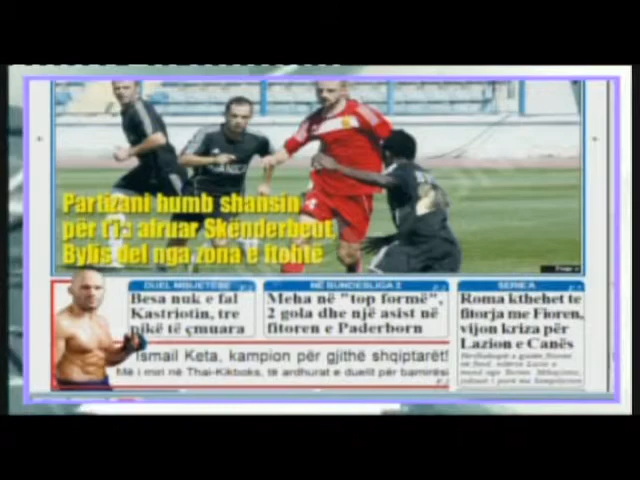 Partizani humb shansin
për t'i afruar Skënderbeut,
Bylis del nga zona e ftohtë
DUEL MBIJETESE
Besa nuk e fal
Kastriotin, tre
pikë të çmuara
NË BUNDESLIGA 2
Meha në "top formë",
2 gola dhe një asist në
fitoren e Paderborn
SERIE A
Roma kthehet te
fitorja me Fioren,
vijon kriza për
Lazion e Canës
Ismail Keta, kampion për gjithë shqiptarët!
Më i miri në Thai-Kikboks, të ardhurat e duelit për bamirësi